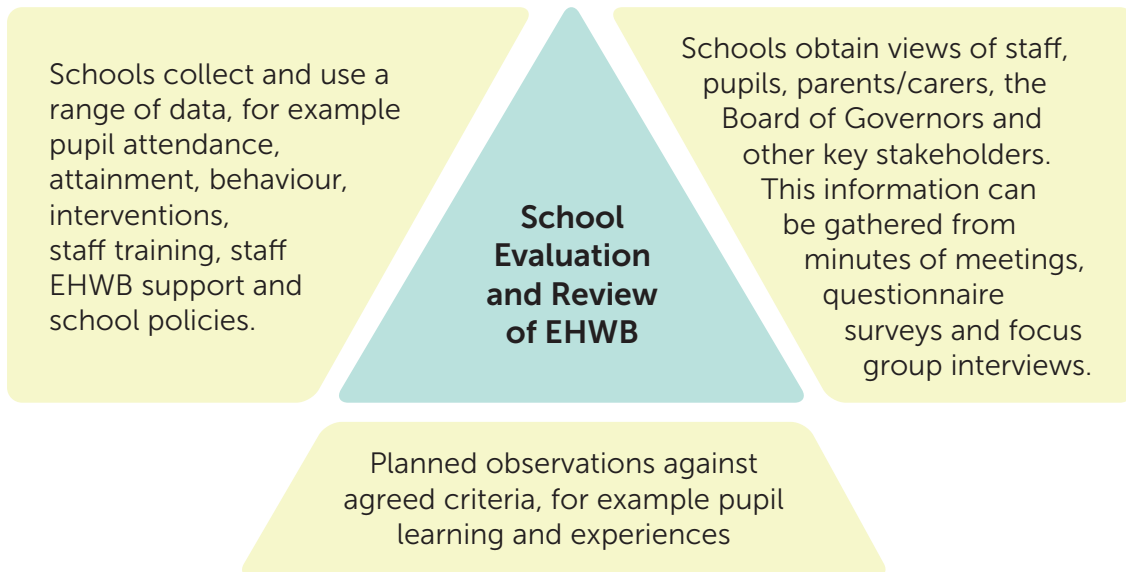 Schools collect and use a
range of data, for example
pupil attendance,
attainment, behaviour,
interventions,
staff training, staff
EHWB support and
school policies.
School
Evaluation
and Review
of EHWB
Schools obtain views of staff,
pupils, parents/carers, the
Board of Governors and
other key stakeholders.
This information can
be gathered from
minutes of meetings,
questionnaire
surveys and focus
group interviews.
Planned observations against
agreed criteria, for example pupil
learning and experiences